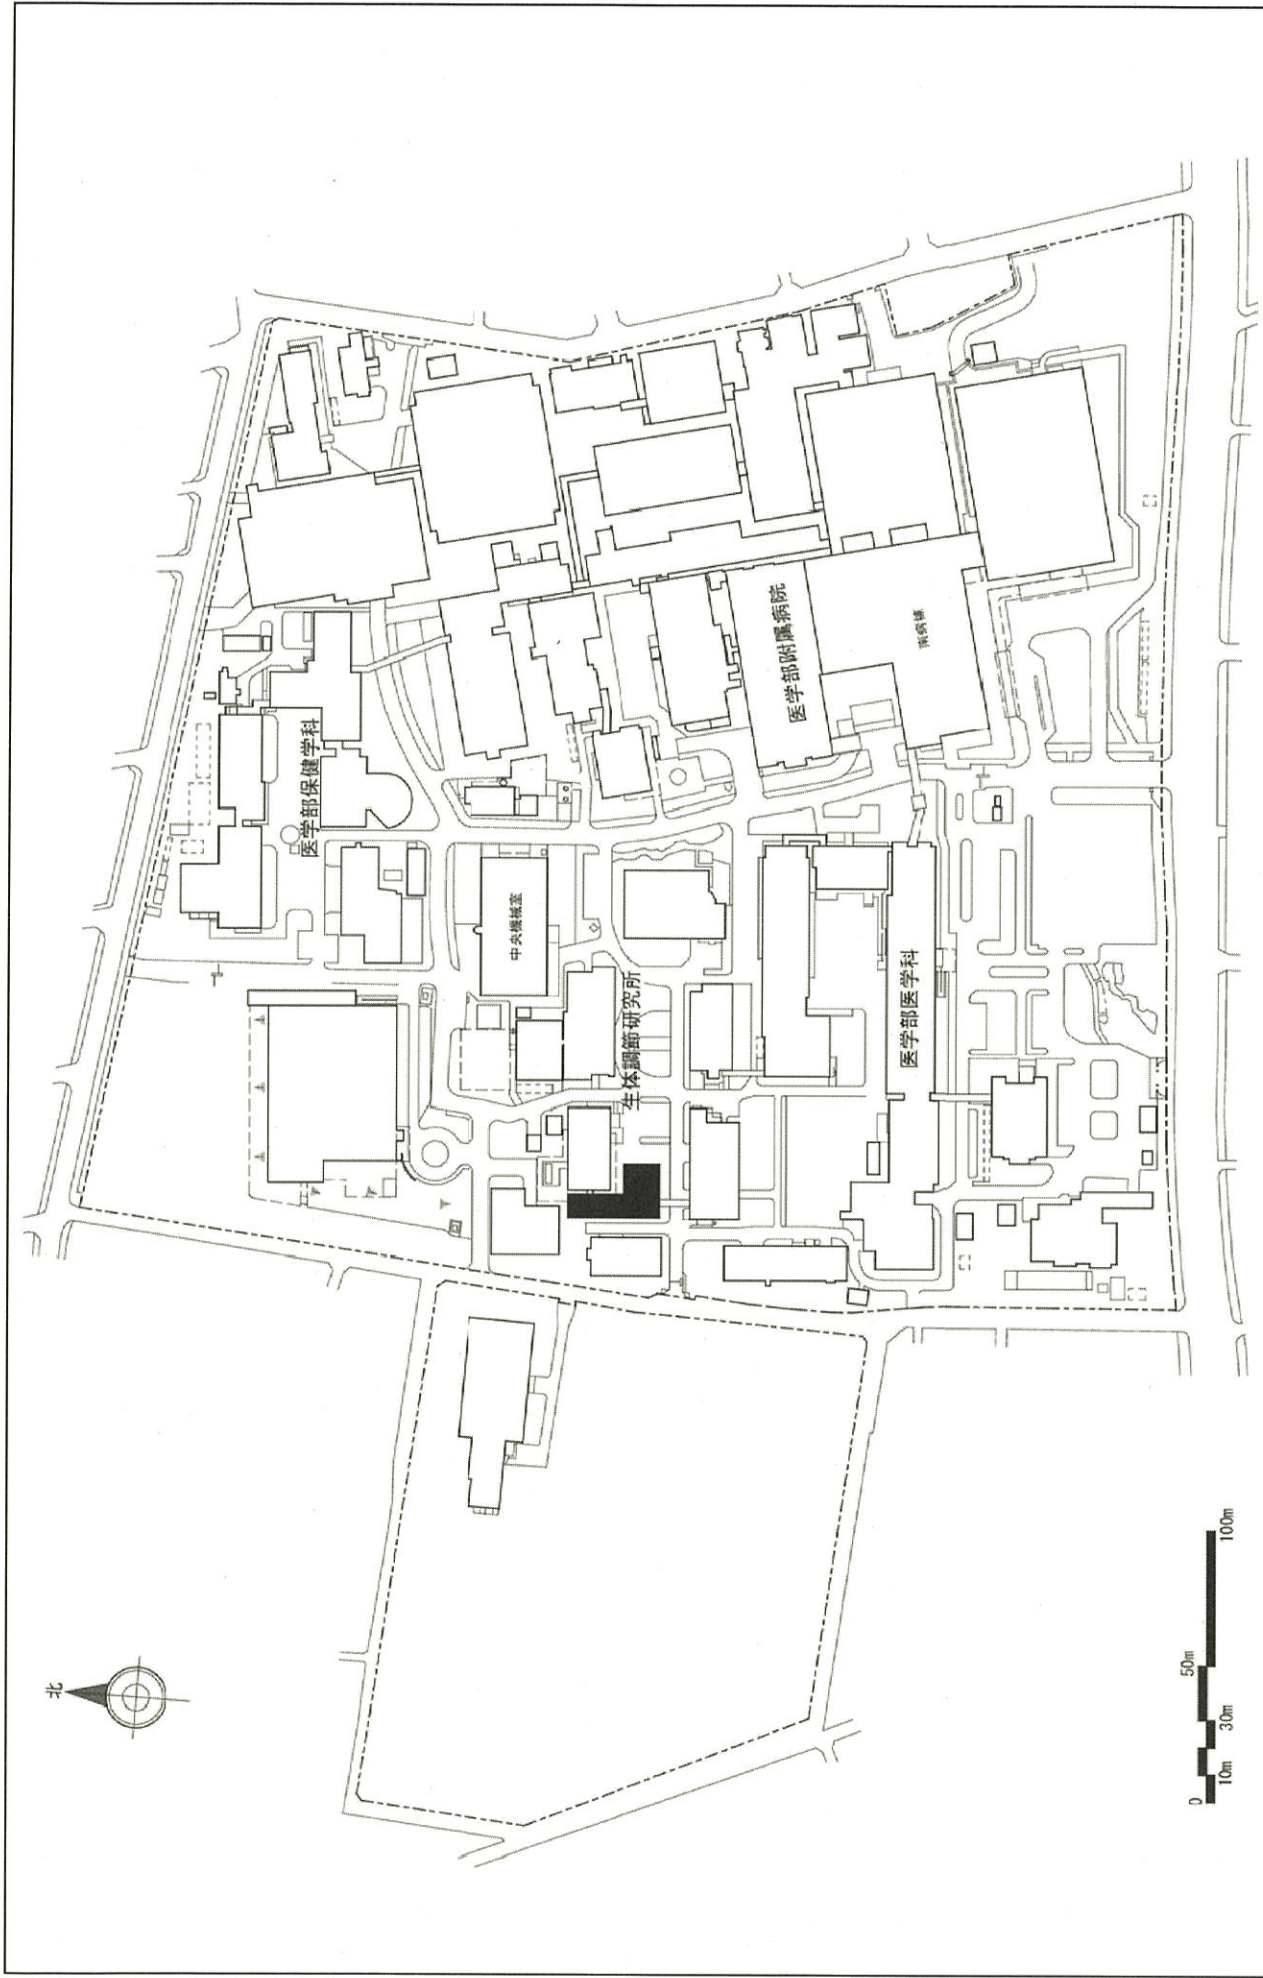 医学部保健学科
中央機械室
生体調節研究所
医学部附属病院
南病棟
医学部医学科
北
0
10m
30m
50m
100m